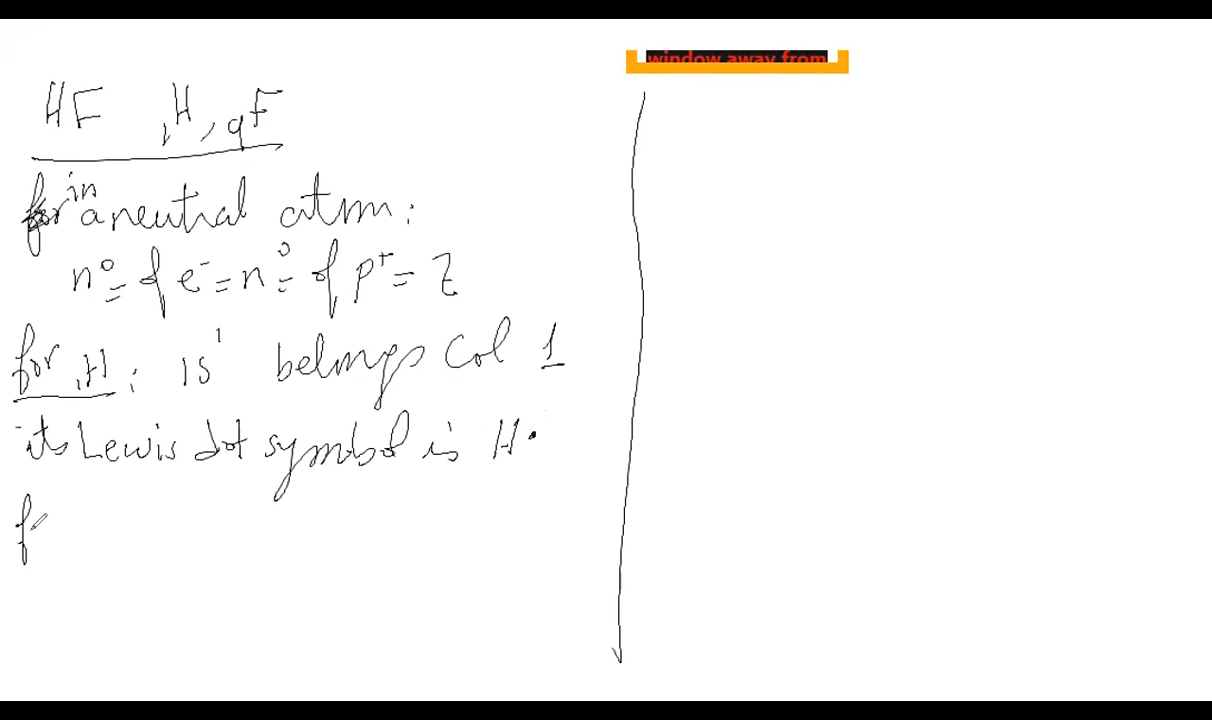 window away from
HF ₁H, ₉F
in
for a neutral atom:
nº of e⁻ = nº of p⁺ = Z
for ₁H: 1s¹ belongs Col 1
its Lewis dot symbol is H•
f